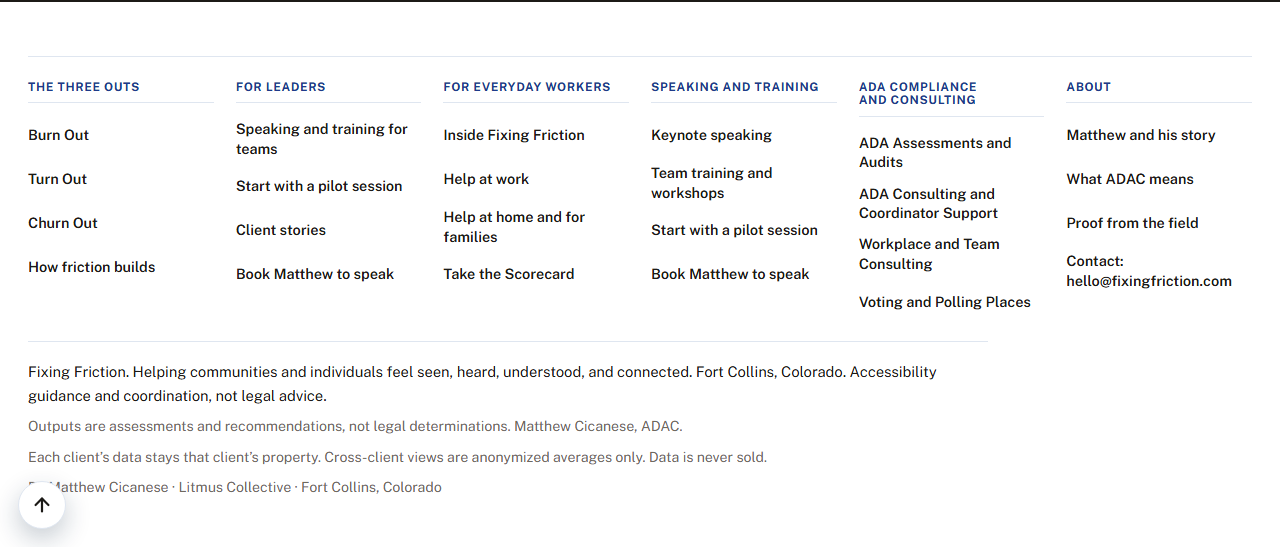 THE THREE OUTS
Burn Out
Turn Out
Churn Out
How friction builds
FOR LEADERS
Speaking and training for
teams
Start with a pilot session
Client stories
Book Matthew to speak
FOR EVERYDAY WORKERS
Inside Fixing Friction
Help at work
Help at home and for
families
Take the Scorecard
SPEAKING AND TRAINING
Keynote speaking
Team training and
workshops
Start with a pilot session
Book Matthew to speak
ADA COMPLIANCE
AND CONSULTING
ADA Assessments and
Audits
ADA Consulting and
Coordinator Support
Workplace and Team
Consulting
Voting and Polling Places
ABOUT
Matthew and his story
What ADAC means
Proof from the field
Contact:
hello@fixingfriction.com
Fixing Friction. Helping communities and individuals feel seen, heard, understood, and connected. Fort Collins, Colorado. Accessibility
guidance and coordination, not legal advice.
Outputs are assessments and recommendations, not legal determinations. Matthew Cicanese, ADAC.
Each client’s data stays that client’s property. Cross-client views are anonymized averages only. Data is never sold.
Matthew Cicanese · Litmus Collective · Fort Collins, Colorado